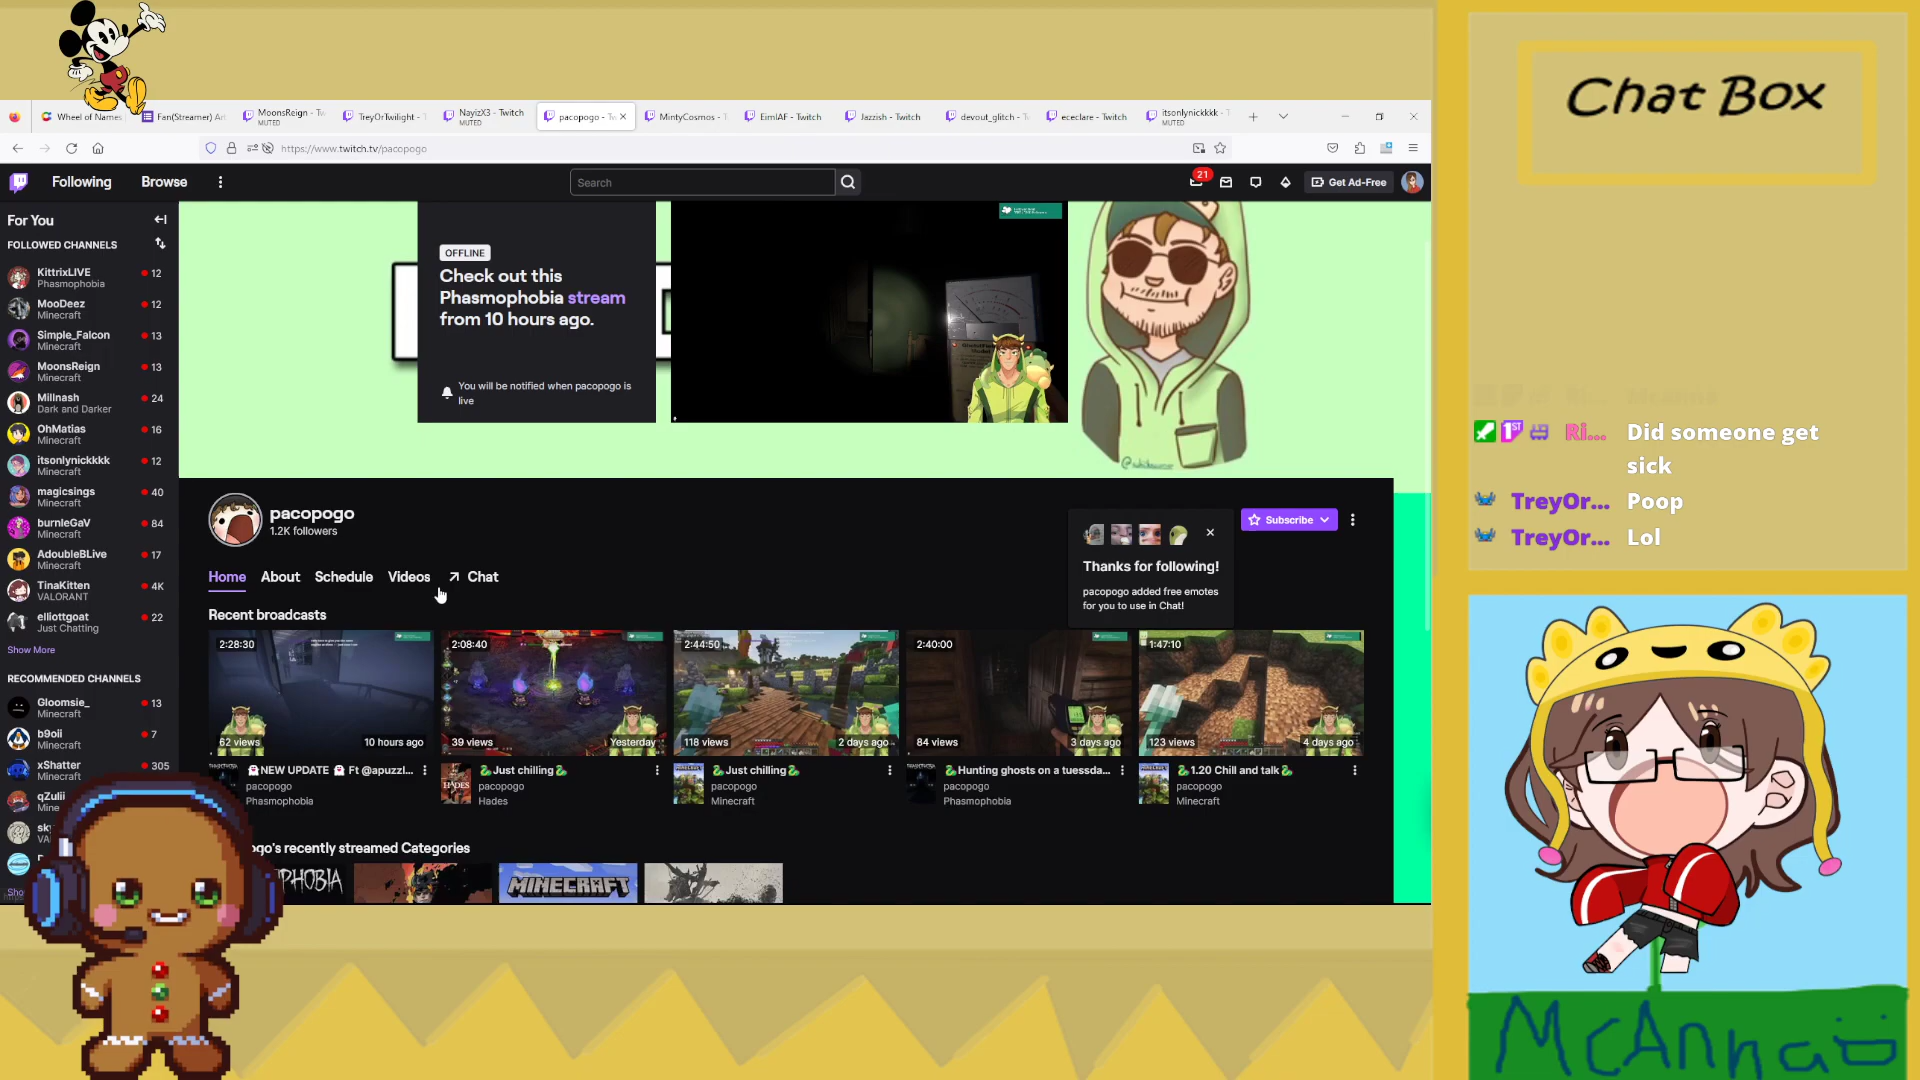 Chat Box
Wheel of Names
Fan(Streamer) Ar
MoonsReign - Tw
MUTED
TreyOrTwilight -
NayizX3 - Twitch
MUTED
pacopogo - Tw
MintyCosmos - T
EimIAF - Twitch
Jazzish - Twitch
devout_glitch - T
ececlare - Twitch
itsonlynickkkk - T
MUTED
https://www.twitch.tv/pacopogo
Following
Browse
Search
21
Get Ad-Free
For You
FOLLOWED CHANNELS
KittrixLIVE 12
Phasmophobia
MooDeez 12
Minecraft
Simple_Falcon 13
Minecraft
MoonsReign 13
Minecraft
Millnash 24
Dark and Darker
OhMatias 16
Minecraft
itsonlynickkkk 12
Minecraft
magicsings 40
Minecraft
burnieGaV 84
Minecraft
AdoubleBLive 17
Minecraft
TinaKitten 4K
VALORANT
elliottgoat 22
Just Chatting
Show More
RECOMMENDED CHANNELS
Gloomsie_ 13
Minecraft
b9oii 7
Minecraft
xShatter 305
Minecraft
qZulii
Mine
sk
VA
Sho
OFFLINE
Check out this
Phasmophobia stream
from 10 hours ago.
You will be notified when pacopogo is
live
pacopogo
1.2K followers
Subscribe
Thanks for following!
pacopogo added free emotes
for you to use in Chat!
Home About Schedule Videos Chat
Recent broadcasts
2:28:30
62 views 10 hours ago
NEW UPDATE Ft @apuzzl...
pacopogo
Phasmophobia
2:08:40
39 views Yesterday
HADES
Just chilling
pacopogo
Hades
2:44:50
118 views 2 days ago
Just chilling
pacopogo
Minecraft
2:40:00
84 views 3 days ago
Hunting ghosts on a tuesda...
pacopogo
Phasmophobia
1:47:10
123 views 4 days ago
1.20 Chill and talk
pacopogo
Minecraft
ogo's recently streamed Categories
PHOBIA
MINECRAFT
1ST Ri... Did someone get
sick
TreyOr... Poop
TreyOr... Lol
McAnna